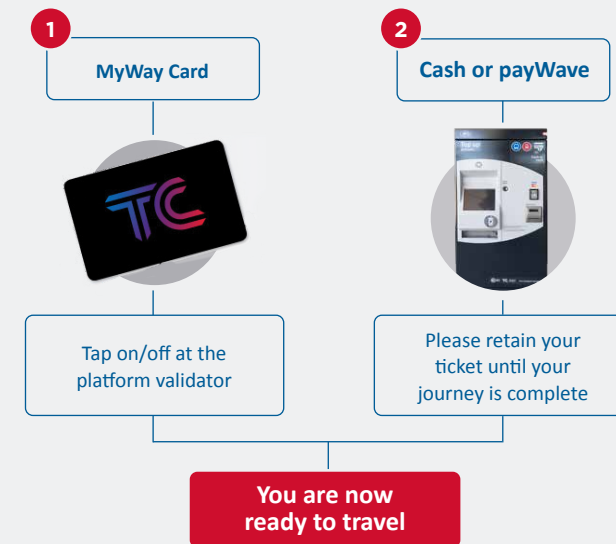 1
MyWay Card
TC
Tap on/off at the
platform validator
2
Cash or payWave
Please retain your
ticket until your
journey is complete
You are now
ready to travel